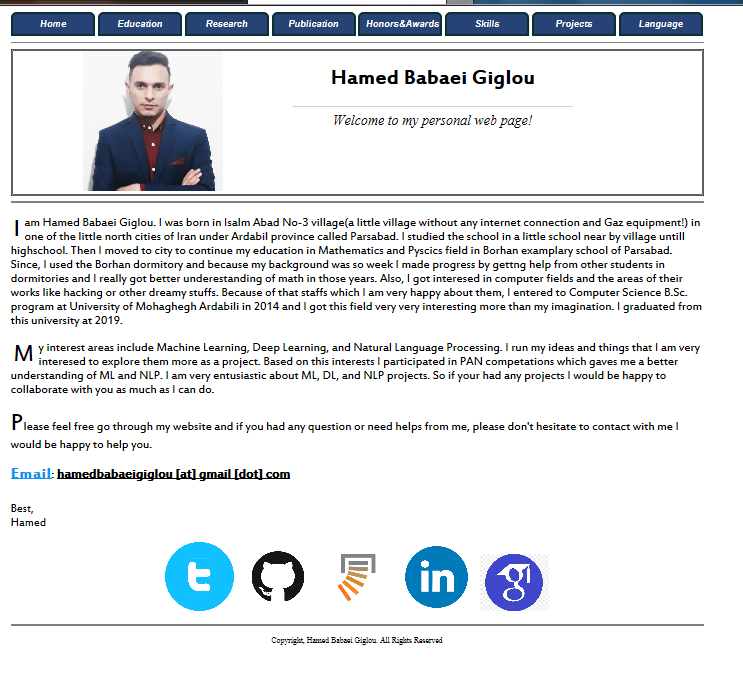 Home Education Research Publication Honors&Awards Skills Projects Language
Hamed Babaei Giglou
Welcome to my personal web page!
I am Hamed Babaei Giglou. I was born in Isalm Abad No-3 village(a little village without any internet connection and Gaz equipment!) in
one of the little north cities of Iran under Ardabil province called Parsabad. I studied the school in a little school near by village untill
highschool. Then I moved to city to continue my education in Mathematics and Pyscics field in Borhan examplary school of Parsabad.
Since, I used the Borhan dormitory and because my background was so week I made progress by gettng help from other students in
dormitories and I really got better understanding of math in those years. Also, I got interesed in computer fields and the areas of their
works like hacking or other dreamy stuffs. Because of that staffs which I am very happy about them, I entered to Computer Science B.Sc.
program at University of Mohaghegh Ardabili in 2014 and I got this field very very interesting more than my imagination. I graduated from
this university at 2019.
My interest areas include Machine Learning, Deep Learning, and Natural Language Processing. I run my ideas and things that I am very
interesed to explore them more as a project. Based on this interests I participated in PAN competations which gaves me a better
understanding of ML and NLP. I am very entusiastic about ML, DL, and NLP projects. So if your had any projects I would be happy to
collaborate with you as much as I can do.
Please feel free go through my website and if you had any question or need helps from me, please don't hesitate to contact with me I
would be happy to help you.
Email: hamedbabaeigiglou [at] gmail [dot] com
Best,
Hamed
t in g
Copyright, Hamed Babaei Giglou. All Rights Reserved